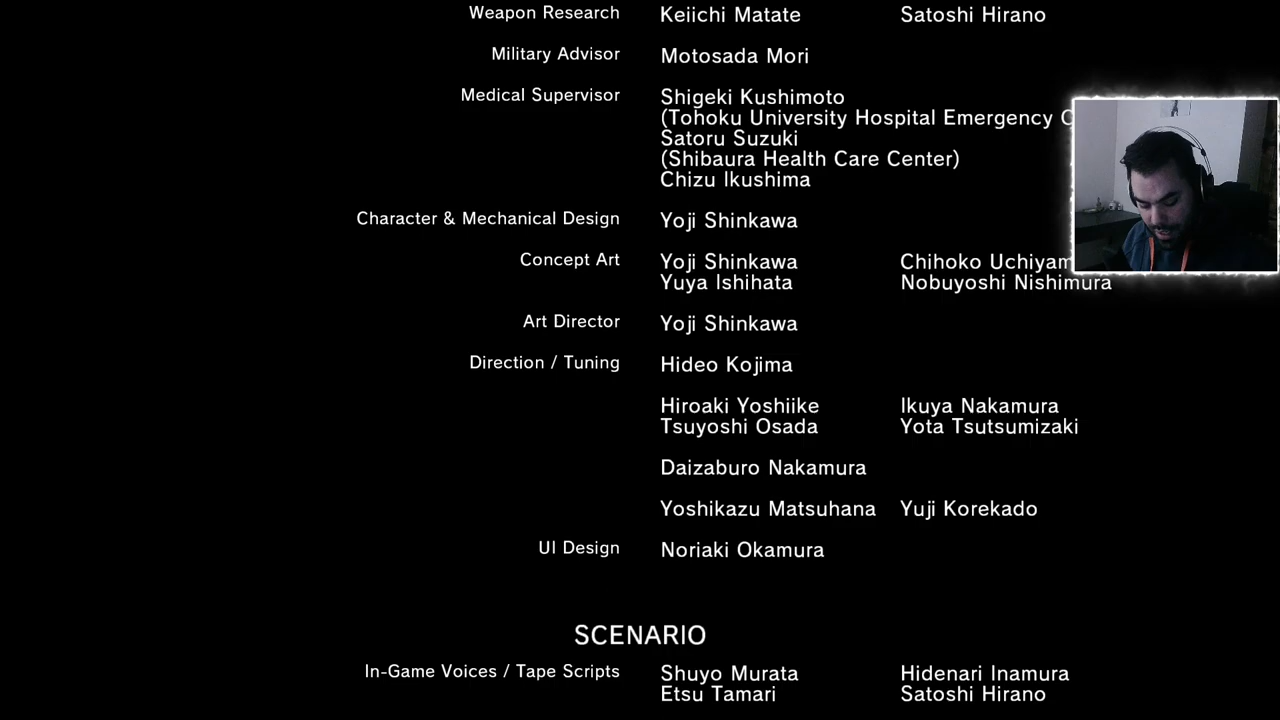 Weapon Research Keiichi Matate Satoshi Hirano
Military Advisor Motosada Mori
Medical Supervisor Shigeki Kushimoto
(Tohoku University Hospital Emergency
Satoru Suzuki
(Shibaura Health Care Center)
Chizu Ikushima
Character & Mechanical Design Yoji Shinkawa
Concept Art Yoji Shinkawa Chihoko Uchiyam
Yuya Ishihata Nobuyoshi Nishimura
Art Director Yoji Shinkawa
Direction / Tuning Hideo Kojima
Hiroaki Yoshiike Ikuya Nakamura
Tsuyoshi Osada Yota Tsutsumizaki
Daizaburo Nakamura
Yoshikazu Matsuhana Yuji Korekado
UI Design Noriaki Okamura
SCENARIO
In-Game Voices / Tape Scripts Shuyo Murata Hidenari Inamura
Etsu Tamari Satoshi Hirano